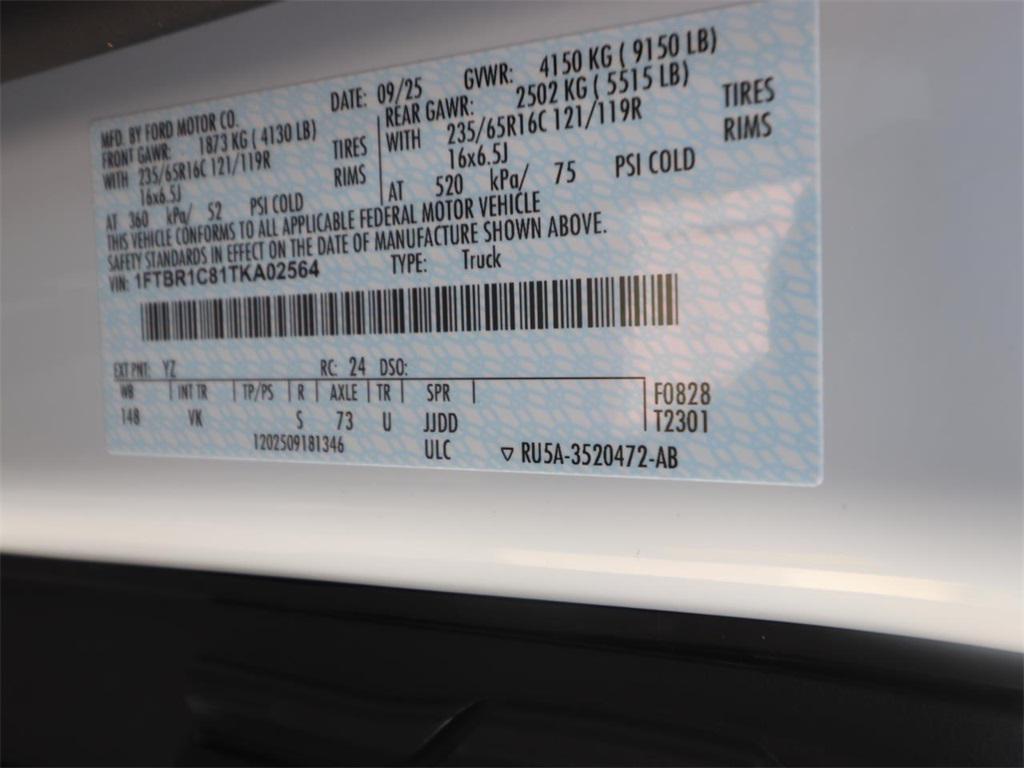 MFD. BY FORD MOTOR CO. DATE: 09/25 GVWR: 4150 KG ( 9150 LB)
FRONT GAWR: 1873 KG ( 4130 LB) REAR GAWR: 2502 KG ( 5515 LB)
WITH 235/65R16C 121/119R TIRES WITH 235/65R16C 121/119R TIRES
16x6.5J RIMS 16x6.5J RIMS
AT 360 kPa/ 52 PSI COLD AT 520 kPa/ 75 PSI COLD
THIS VEHICLE CONFORMS TO ALL APPLICABLE FEDERAL MOTOR VEHICLE
SAFETY STANDARDS IN EFFECT ON THE DATE OF MANUFACTURE SHOWN ABOVE.
VIN: 1FTBR1C81TKA02564 TYPE: Truck
EXT PNT: YZ RC: 24 DSO:
WB INT TR TP/PS R AXLE TR SPR F0828
148 VK S 73 U JJDD T2301
1202509181346 ULC ▽ RU5A-3520472-AB